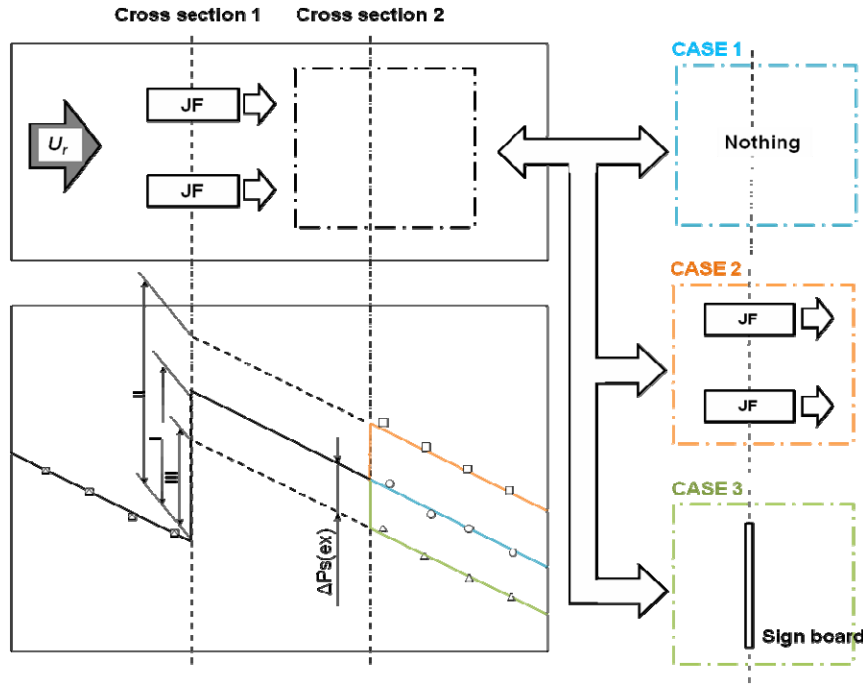 Cross section 1 Cross section 2
CASE 1
JF
Ur
Nothing
JF
CASE 2
JF
JF
II
I
III
CASE 3
ΔPs(ex)
Sign board